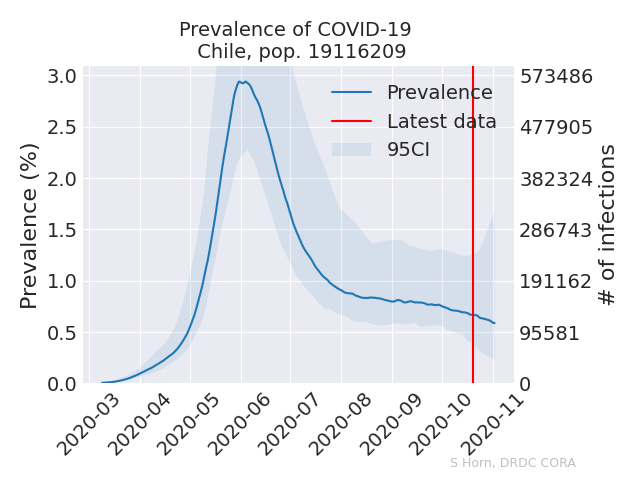 Prevalence of COVID-19
Chile, pop. 19116209
Prevalence (%)
3.0
2.5
2.0
1.5
1.0
0.5
0.0
Prevalence
Latest data
95CI
573486
477905
382324
286743
191162
95581
0
# of infections
2020-03
2020-04
2020-05
2020-06
2020-07
2020-08
2020-09
2020-10
2020-11
S Horn, DRDC CORA